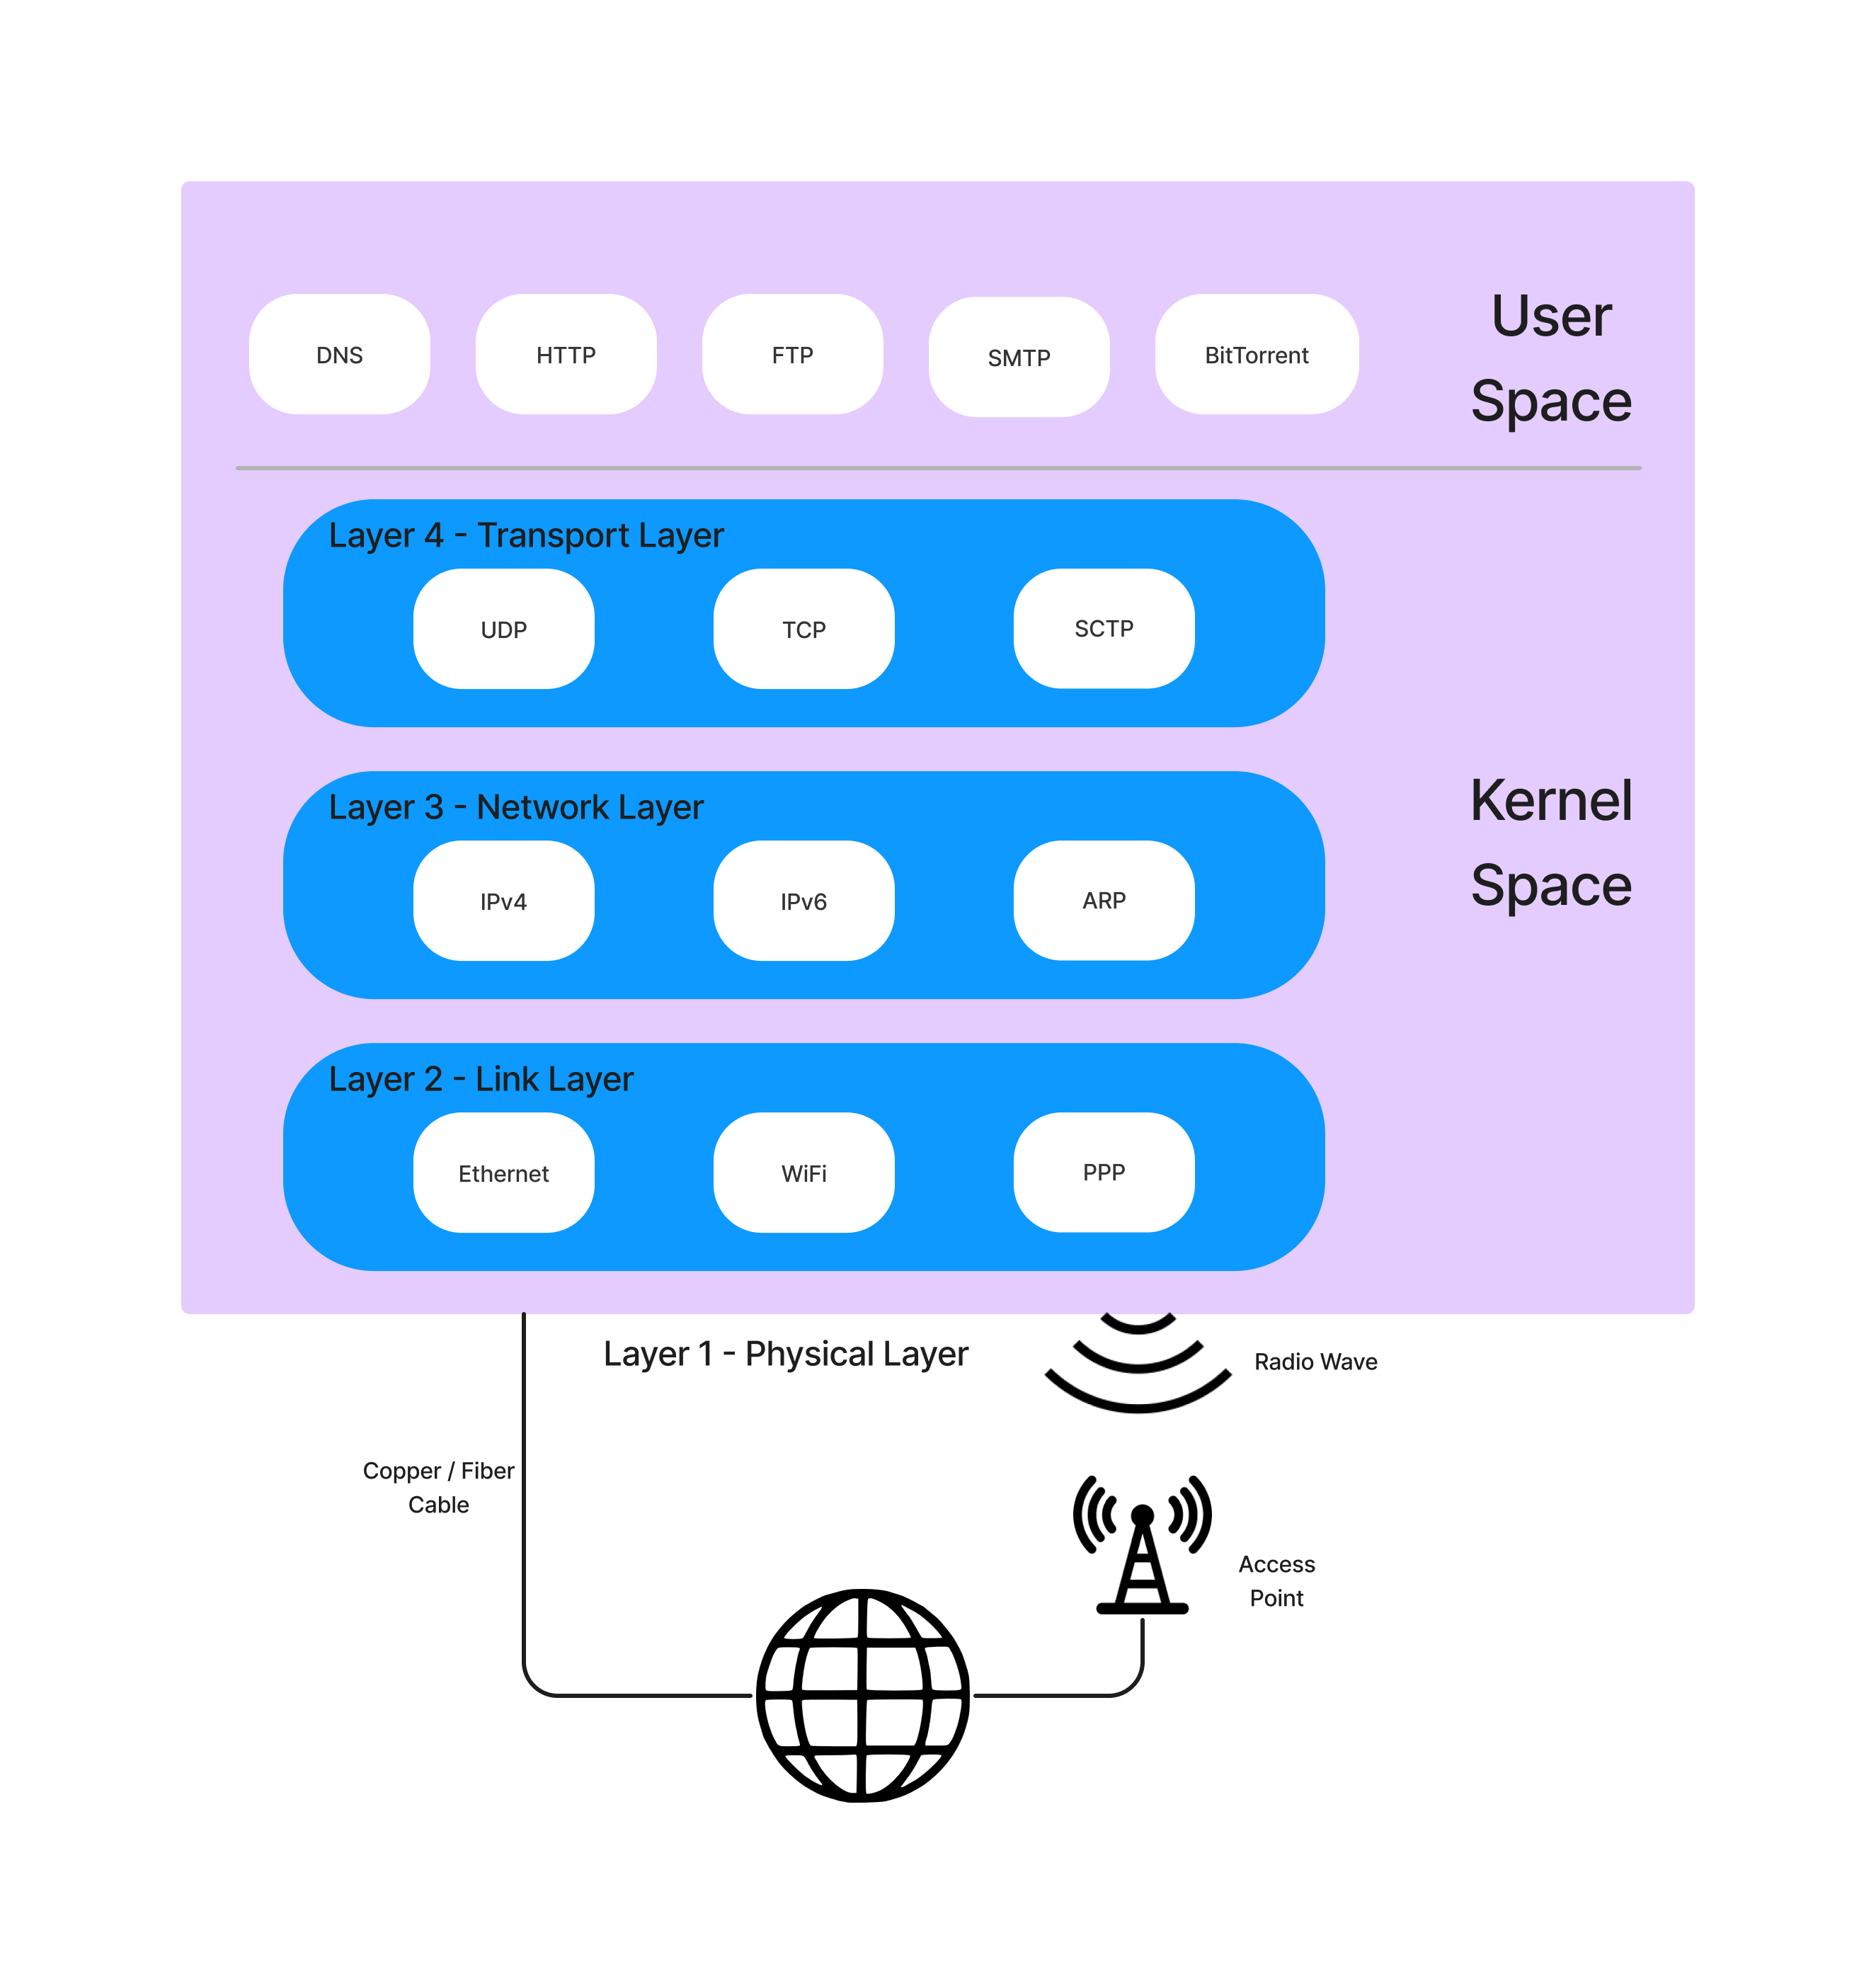 DNS
HTTP
FTP
SMTP
BitTorrent
User
Space
Layer 4 - Transport Layer
UDP
TCP
SCTP
Layer 3 - Network Layer
IPv4
IPv6
ARP
Kernel
Space
Layer 2 - Link Layer
Ethernet
WiFi
PPP
Layer 1 - Physical Layer
Radio Wave
Copper / Fiber
Cable
Access
Point